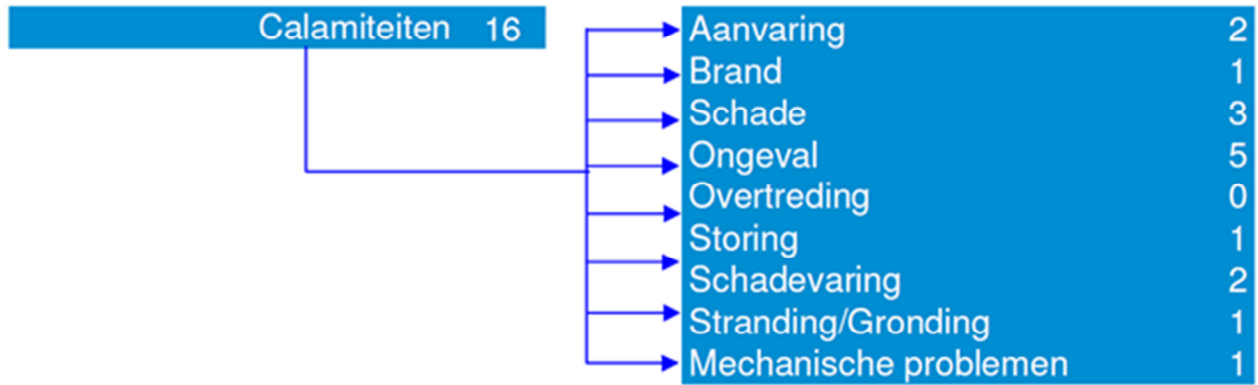 Calamiteiten 16
Aanvaring 2
Brand 1
Schade 3
Ongeval 5
Overtreding 0
Storing 1
Schadevaring 2
Stranding/Gronding 1
Mechanische problemen 1